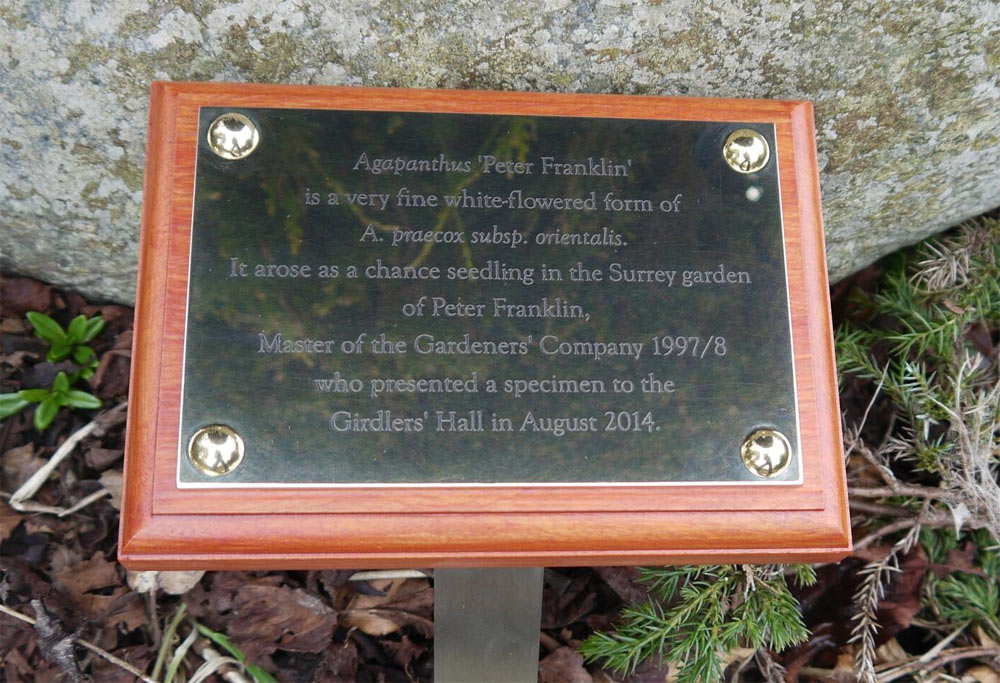 Agapanthus 'Peter Franklin'
is a very fine white-flowered form of
A. praecox subsp. orientalis.
It arose as a chance seedling in the Surrey garden
of Peter Franklin,
Master of the Gardeners' Company 1997/8
who presented a specimen to the
Girdlers' Hall in August 2014.